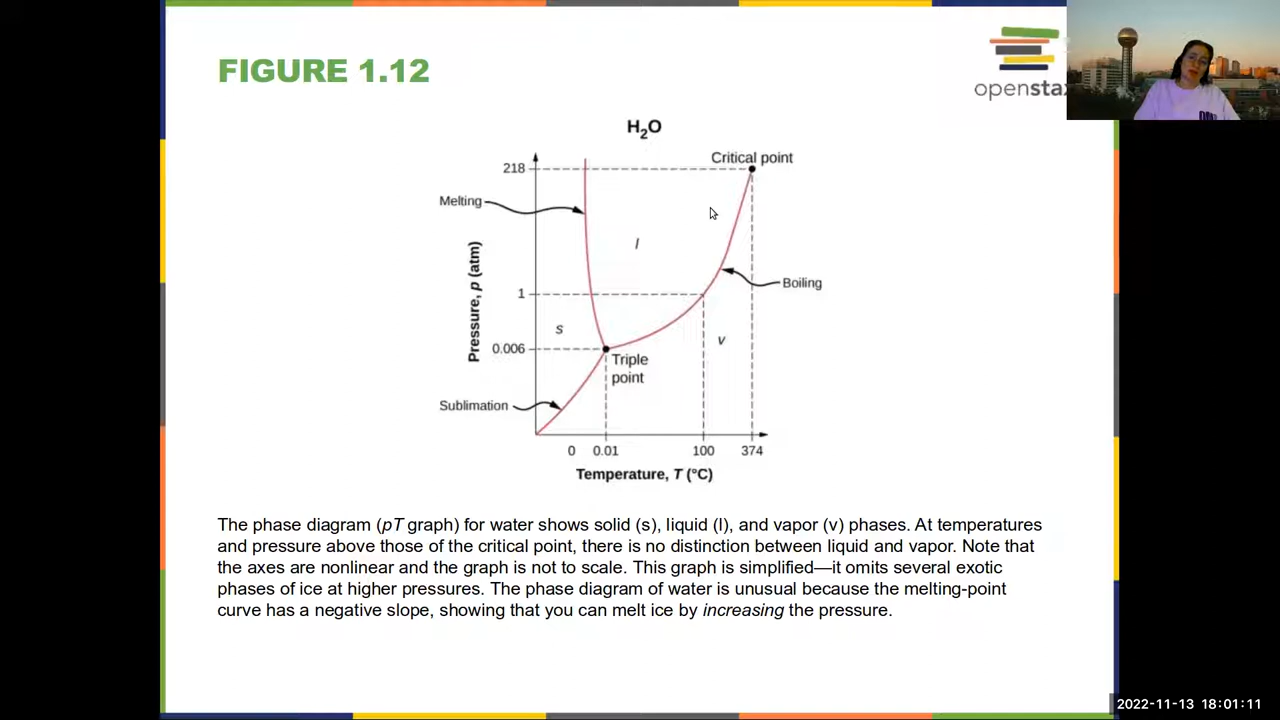 FIGURE 1.12
openstax
H₂O
Critical point
218
Melting
l
Boiling
1
Pressure, p (atm)
s
v
0.006
Triple
point
Sublimation
0 0.01 100 374
Temperature, T (°C)
The phase diagram (pT graph) for water shows solid (s), liquid (l), and vapor (v) phases. At temperatures
and pressure above those of the critical point, there is no distinction between liquid and vapor. Note that
the axes are nonlinear and the graph is not to scale. This graph is simplified—it omits several exotic
phases of ice at higher pressures. The phase diagram of water is unusual because the melting-point
curve has a negative slope, showing that you can melt ice by increasing the pressure.
2022-11-13 18:01:11